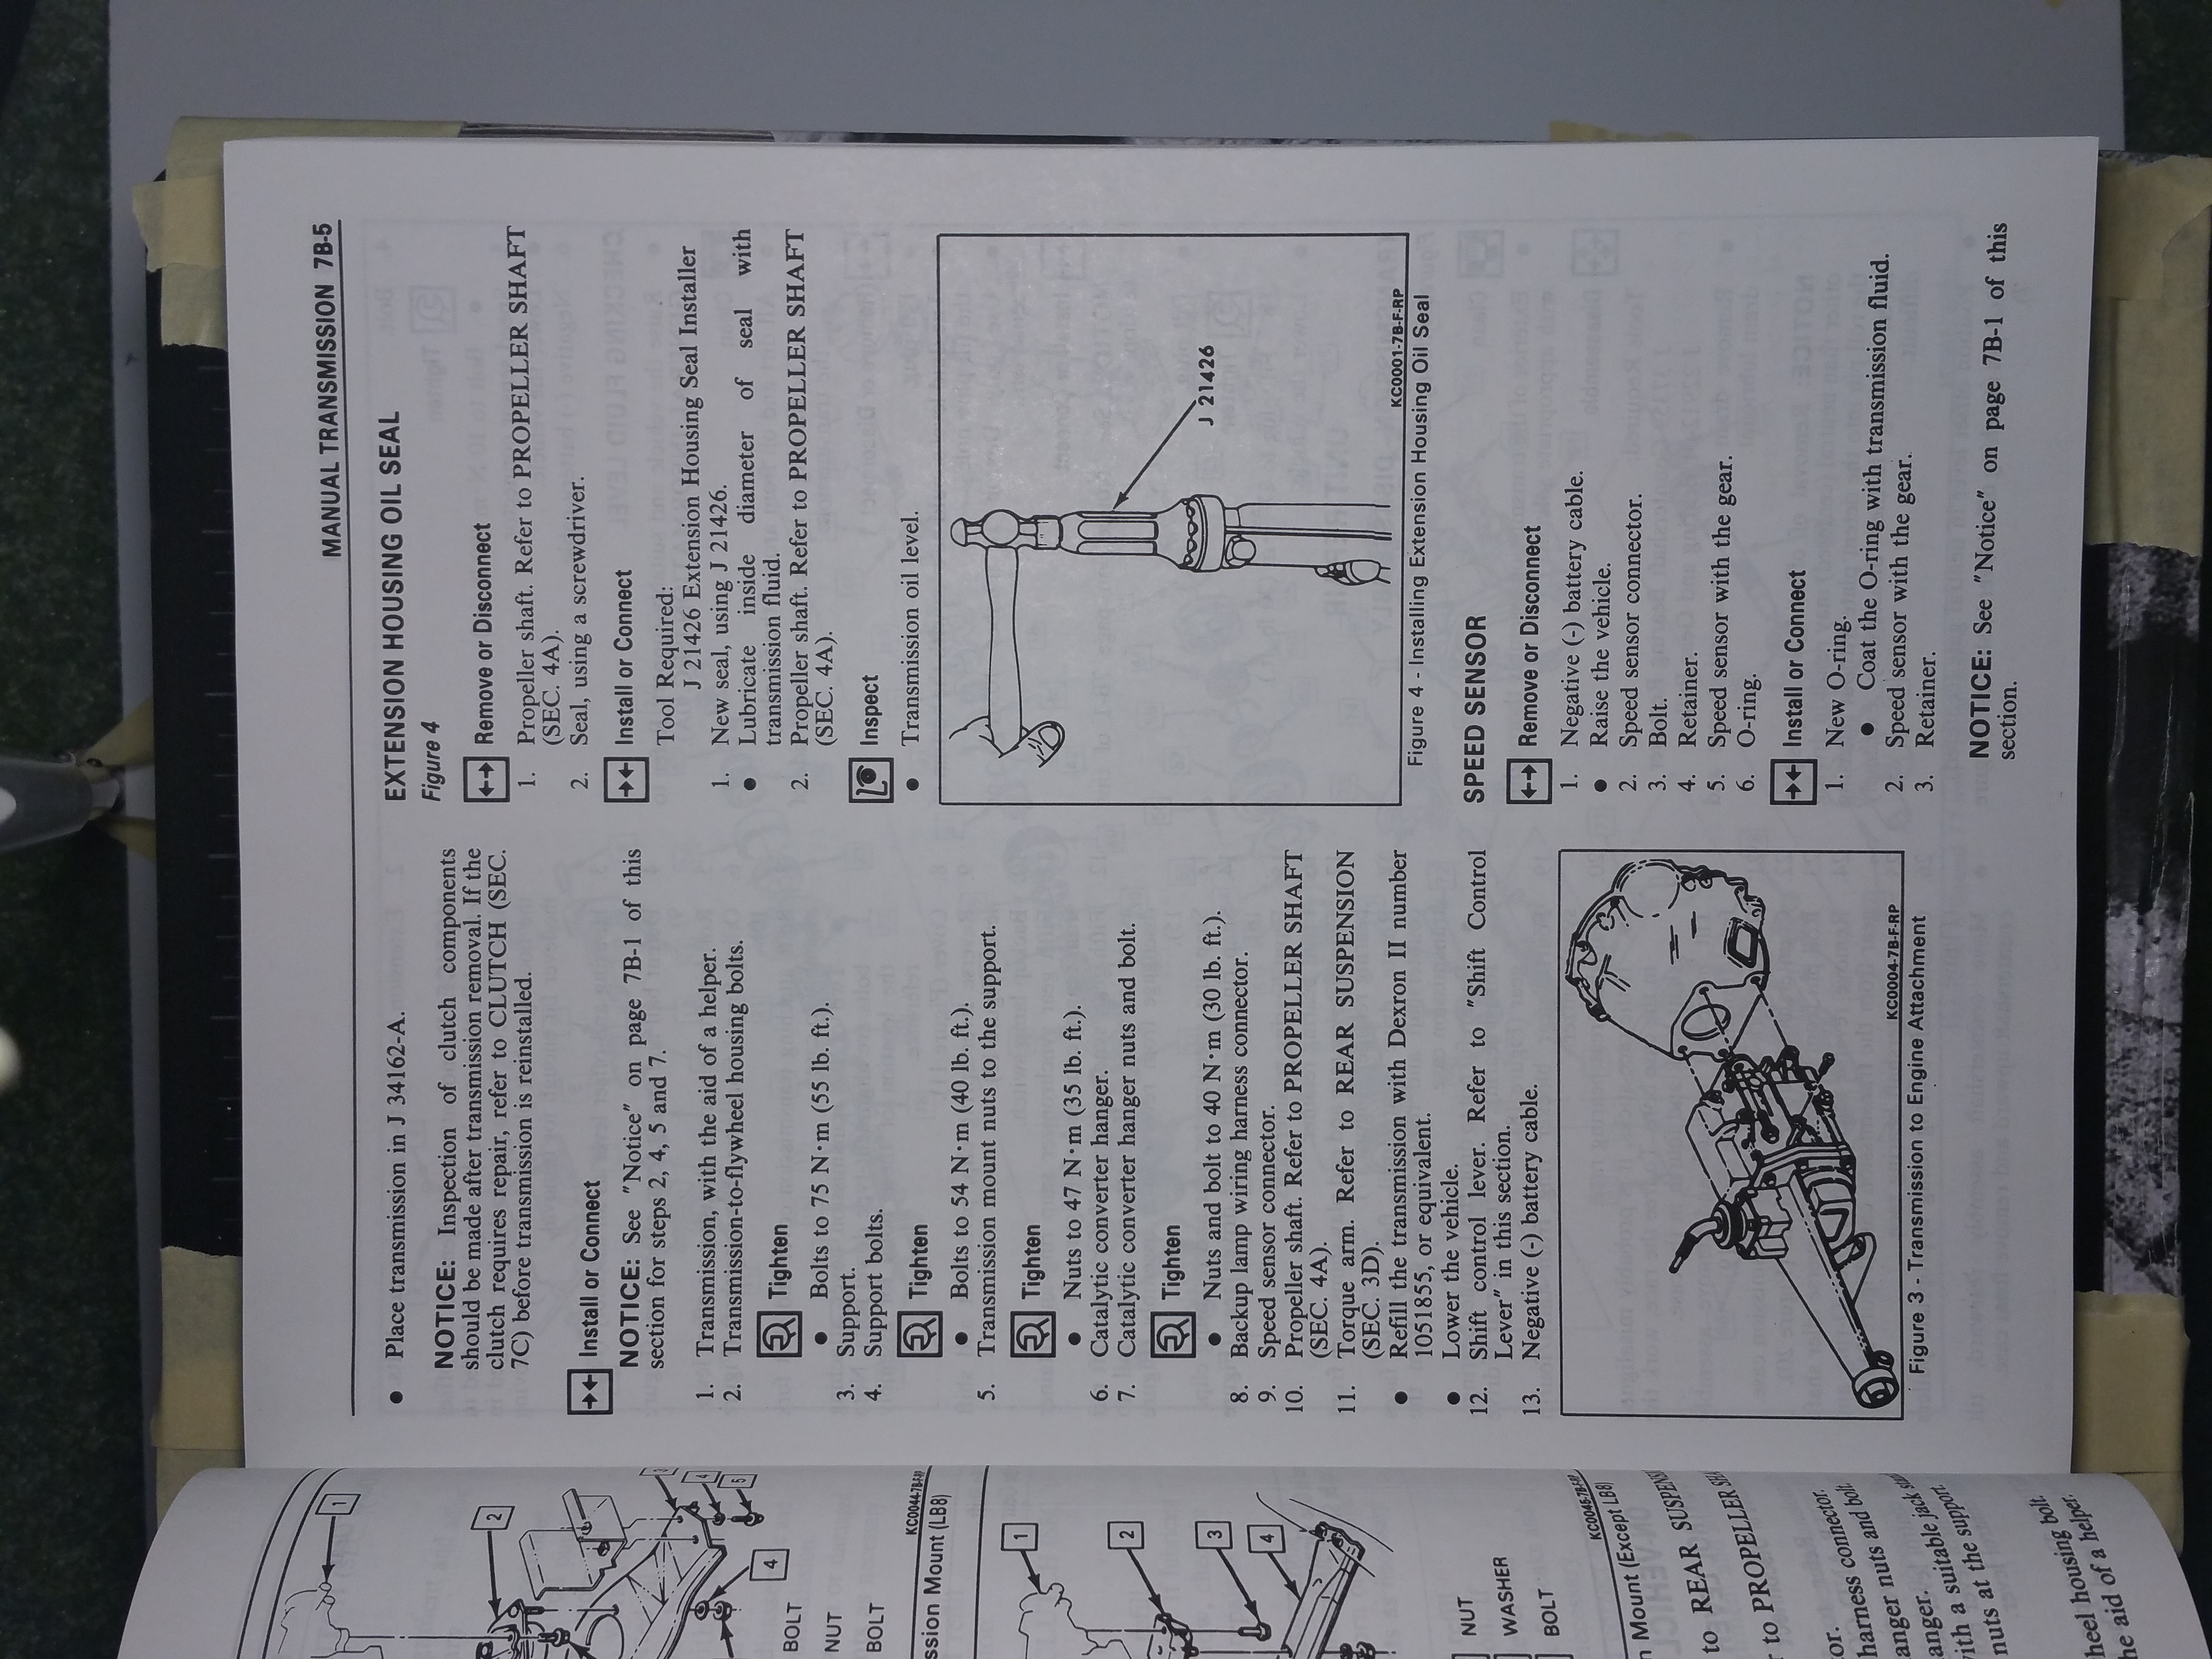 MANUAL TRANSMISSION 7B-5
● Place transmission in J 34162-A.
NOTICE: Inspection of clutch components
should be made after transmission removal. If the
clutch requires repair, refer to CLUTCH (SEC.
7C) before transmission is reinstalled.
Install or Connect
NOTICE: See "Notice" on page 7B-1 of this
section for steps 2, 4, 5 and 7.
1. Transmission, with the aid of a helper.
2. Transmission-to-flywheel housing bolts.
Tighten
● Bolts to 75 N·m (55 lb. ft.).
3. Support.
4. Support bolts.
Tighten
● Bolts to 54 N·m (40 lb. ft.).
5. Transmission mount nuts to the support.
Tighten
● Nuts to 47 N·m (35 lb. ft.).
6. Catalytic converter hanger.
7. Catalytic converter hanger nuts and bolt.
Tighten
● Nuts and bolt to 40 N·m (30 lb. ft.).
8. Backup lamp wiring harness connector.
9. Speed sensor connector.
10. Propeller shaft. Refer to PROPELLER SHAFT
(SEC. 4A).
11. Torque arm. Refer to REAR SUSPENSION
(SEC. 3D).
● Refill the transmission with Dexron II number
1051855, or equivalent.
● Lower the vehicle.
12. Shift control lever. Refer to "Shift Control
Lever" in this section.
13. Negative (-) battery cable.
KC0004-7B-F-RP
Figure 3 - Transmission to Engine Attachment
EXTENSION HOUSING OIL SEAL
Figure 4
Remove or Disconnect
1. Propeller shaft. Refer to PROPELLER SHAFT
(SEC. 4A).
2. Seal, using a screwdriver.
Install or Connect
Tool Required:
J 21426 Extension Housing Seal Installer
1. New seal, using J 21426.
● Lubricate inside diameter of seal with
transmission fluid.
2. Propeller shaft. Refer to PROPELLER SHAFT
(SEC. 4A).
Inspect
● Transmission oil level.
J 21426
KC0001-7B-F-RP
Figure 4 - Installing Extension Housing Oil Seal
SPEED SENSOR
Remove or Disconnect
1. Negative (-) battery cable.
● Raise the vehicle.
2. Speed sensor connector.
3. Bolt.
4. Retainer.
5. Speed sensor with the gear.
6. O-ring.
Install or Connect
1. New O-ring.
● Coat the O-ring with transmission fluid.
2. Speed sensor with the gear.
3. Retainer.
NOTICE: See "Notice" on page 7B-1 of this
section.
1
2
3
4
5
4
BOLT
NUT
BOLT
KC0044-7B-F-RP
ssion Mount (LB8)
1
2
3
4
NUT
WASHER
BOLT
KC0045-7B-F-RP
n Mount (Except LB8)
to REAR SUSPENS
to PROPELLER SHA
tor.
harness connector.
anger nuts and bolt.
anger.
with a suitable jack
nuts at the support.
heel housing bolt.
he aid of a helper.